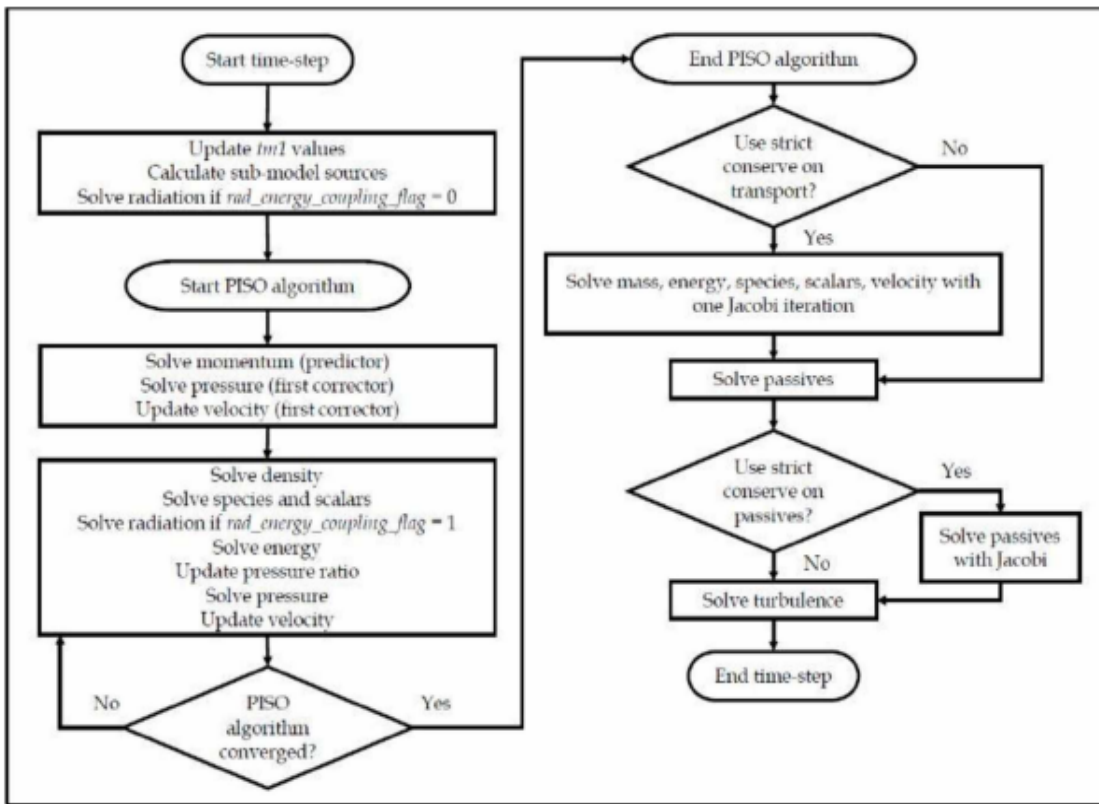 Start time-step
Update tm1 values
Calculate sub-model sources
Solve radiation if rad_energy_coupling_flag = 0
Start PISO algorithm
Solve momentum (predictor)
Solve pressure (first corrector)
Update velocity (first corrector)
Solve density
Solve species and scalars
Solve radiation if rad_energy_coupling_flag = 1
Solve energy
Update pressure ratio
Solve pressure
Update velocity
No
PISO
algorithm
converged?
Yes
End PISO algorithm
Use strict
conserve on
transport?
No
Yes
Solve mass, energy, species, scalars, velocity with
one Jacobi iteration
Solve passives
Use strict
conserve on
passives?
Yes
Solve passives
with Jacobi
No
Solve turbulence
End time-step